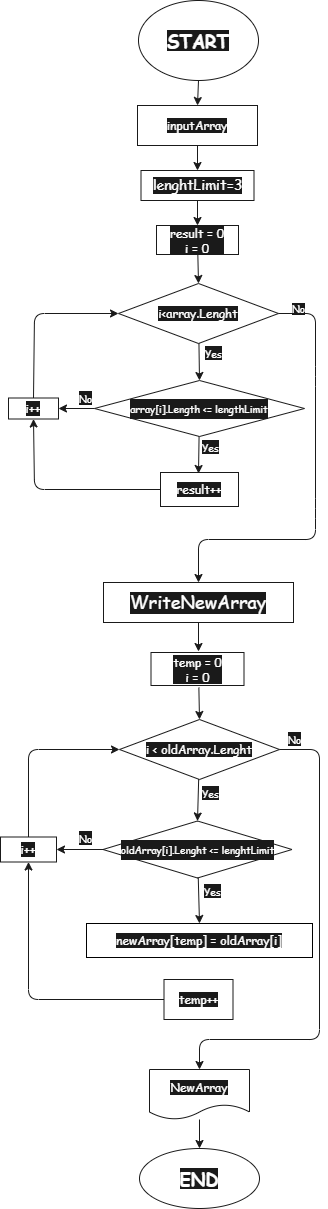 START
inputArray
lenghtLimit=3
result = 0
i = 0
i<array.Lenght
No
Yes
array[i].Length <= lengthLimit
No
i++
Yes
result++
WriteNewArray
temp = 0
i = 0
i < oldArray.Lenght
No
Yes
oldArray[i].Lenght <= lenghtLimit
No
i++
Yes
newArray[temp] = oldArray[i]
temp++
NewArray
END